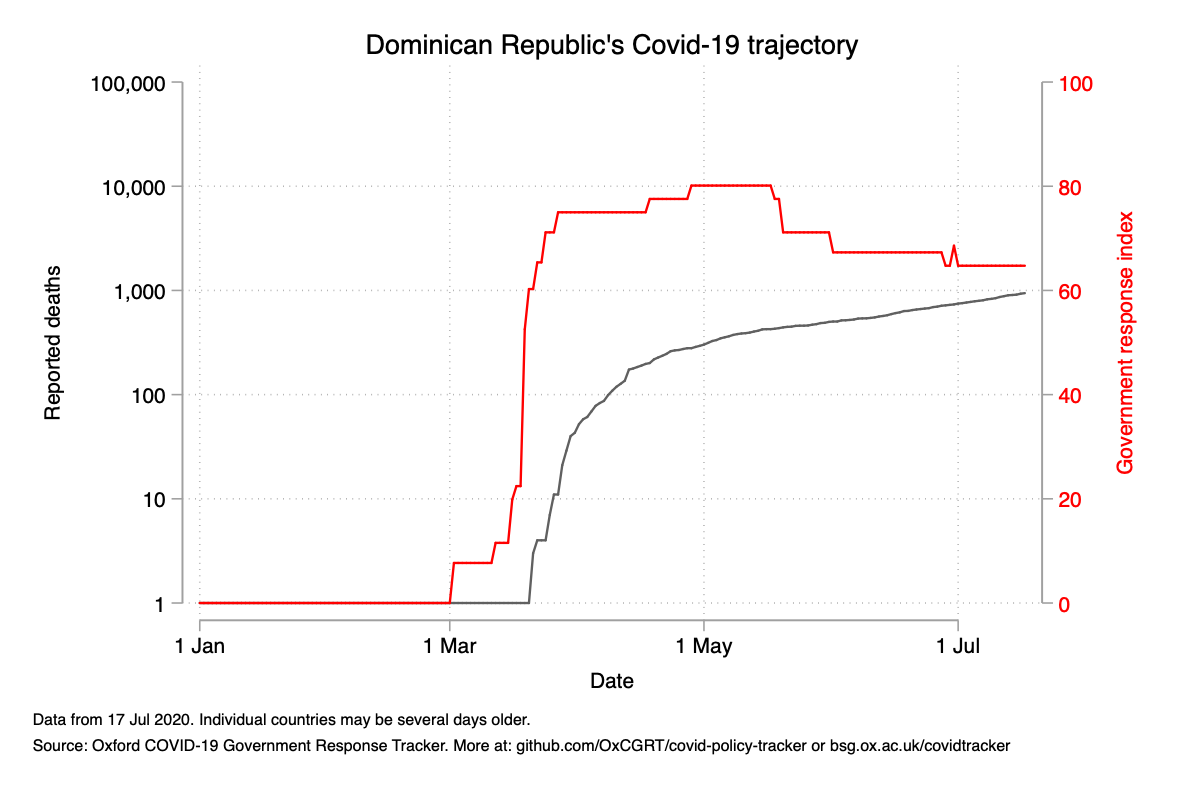 Dominican Republic's Covid-19 trajectory
100,000
10,000
1,000
100
10
1
Reported deaths
100
80
60
40
20
0
Government response index
1 Jan
1 Mar
1 May
1 Jul
Date
Data from 17 Jul 2020. Individual countries may be several days older.
Source: Oxford COVID-19 Government Response Tracker. More at: github.com/OxCGRT/covid-policy-tracker or bsg.ox.ac.uk/covidtracker